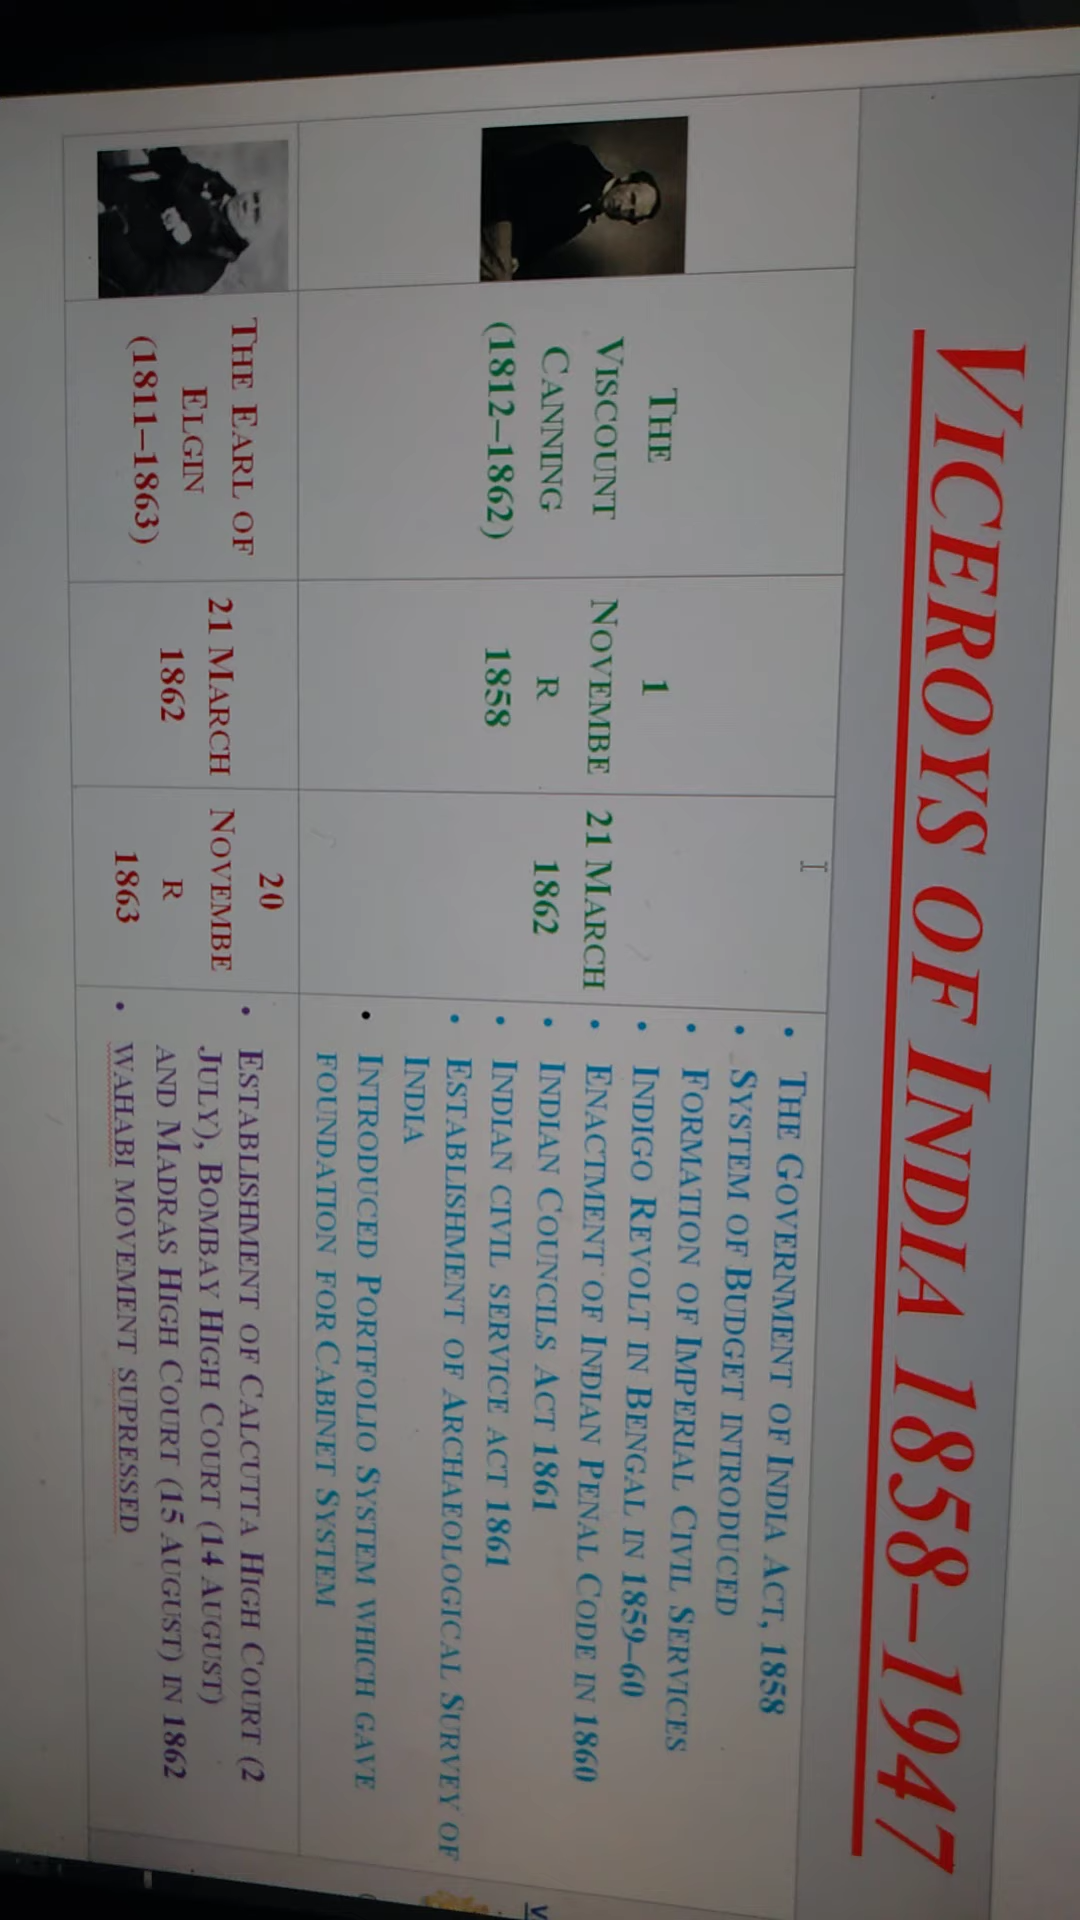 VICEROYS OF INDIA 1858–1947
THE
VISCOUNT
CANNING
(1812–1862)
1
NOVEMBE
R
1858
21 MARCH
1862
• THE GOVERNMENT OF INDIA ACT, 1858
• SYSTEM OF BUDGET INTRODUCED
• FORMATION OF IMPERIAL CIVIL SERVICES
• INDIGO REVOLT IN BENGAL IN 1859–60
• ENACTMENT OF INDIAN PENAL CODE IN 1860
• INDIAN COUNCILS ACT 1861
• INDIAN CIVIL SERVICE ACT 1861
• ESTABLISHMENT OF ARCHAEOLOGICAL SURVEY OF
INDIA
• INTRODUCED PORTFOLIO SYSTEM WHICH GAVE
FOUNDATION FOR CABINET SYSTEM
THE EARL OF
ELGIN
(1811–1863)
21 MARCH
1862
20
NOVEMBE
R
1863
• ESTABLISHMENT OF CALCUTTA HIGH COURT (2
JULY), BOMBAY HIGH COURT (14 AUGUST)
AND MADRAS HIGH COURT (15 AUGUST) IN 1862
• WAHABI MOVEMENT SUPRESSED